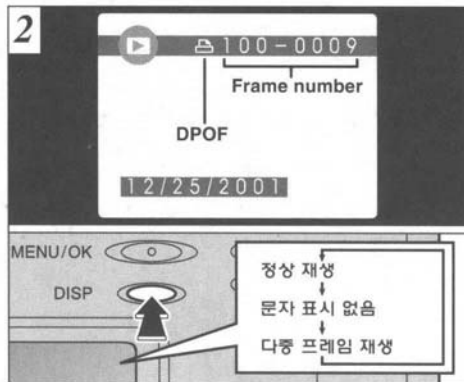 2
100-0009
Frame number
DPOF
12/25/2001
MENU/OK
DISP
정상 재생
문자 표시 없음
다중 프레임 재생